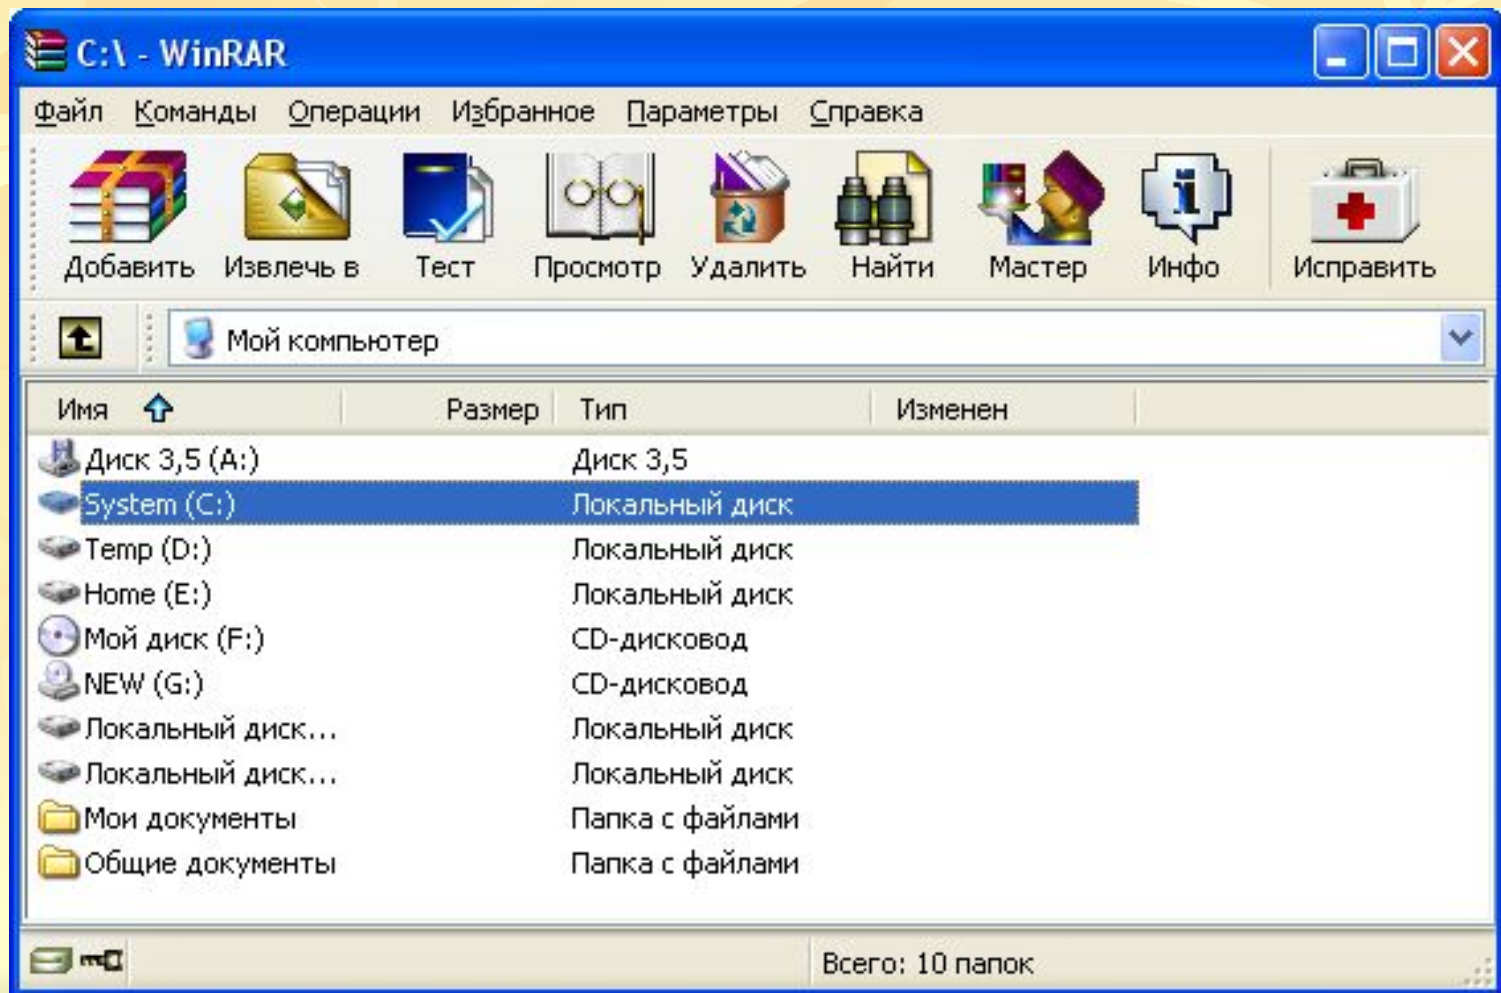 C:\ - WinRAR
Файл Команды Операции Избранное Параметры Справка
Добавить Извлечь в Тест Просмотр Удалить Найти Мастер Инфо Исправить
Мой компьютер
Имя Размер Тип Изменен
Диск 3,5 (A:) Диск 3,5
System (C:) Локальный диск
Temp (D:) Локальный диск
Home (E:) Локальный диск
Мой диск (F:) CD-дисковод
NEW (G:) CD-дисковод
Локальный диск... Локальный диск
Локальный диск... Локальный диск
Мои документы Папка с файлами
Общие документы Папка с файлами
Всего: 10 папок